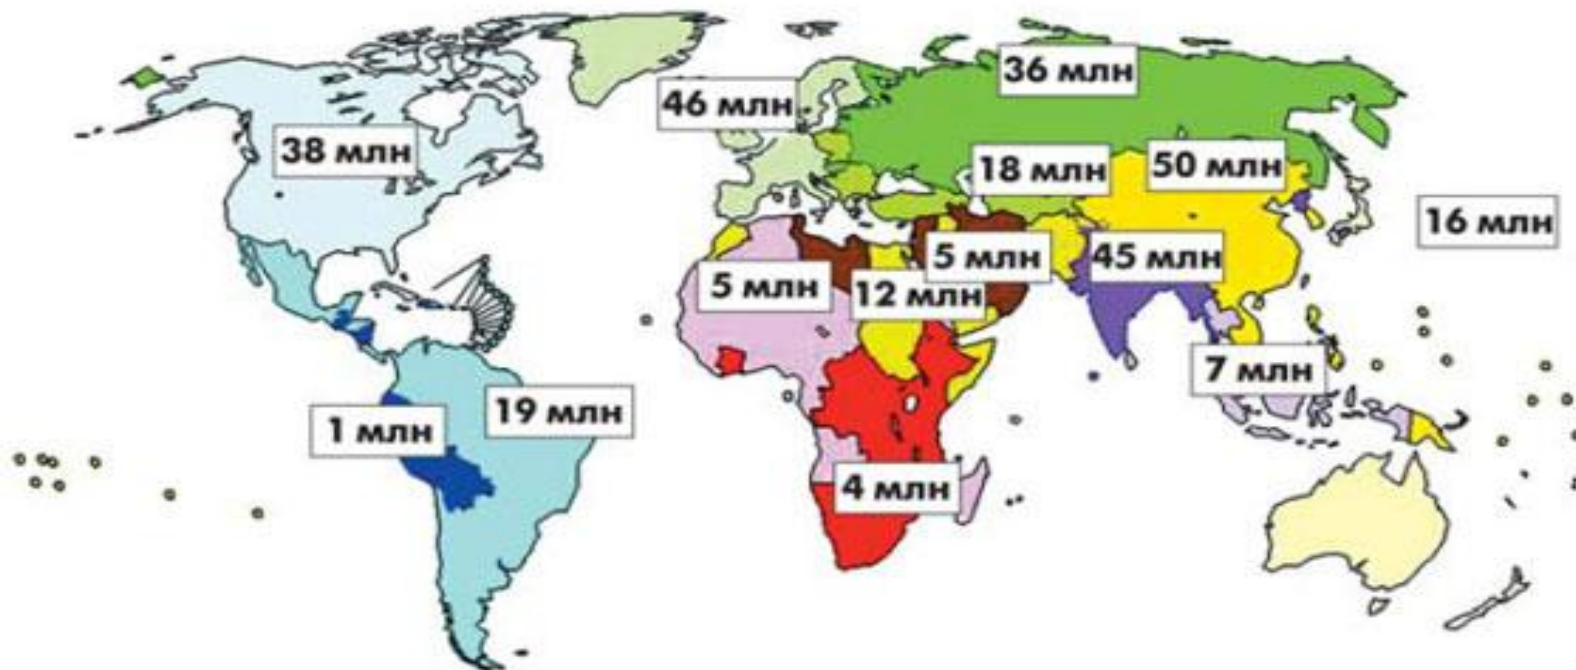 36 млн
46 млн
38 млн
18 млн
50 млн
16 млн
5 млн
45 млн
5 млн
12 млн
7 млн
19 млн
1 млн
4 млн